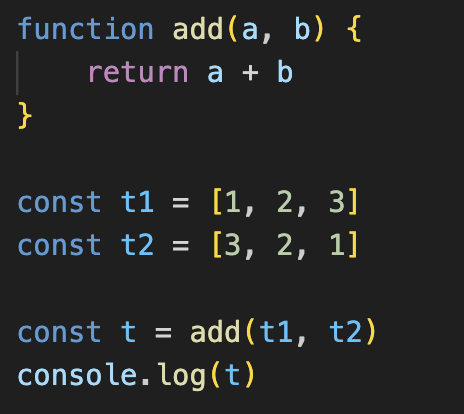 function add(a, b) {
    return a + b
}

const t1 = [1, 2, 3]
const t2 = [3, 2, 1]

const t = add(t1, t2)
console.log(t)